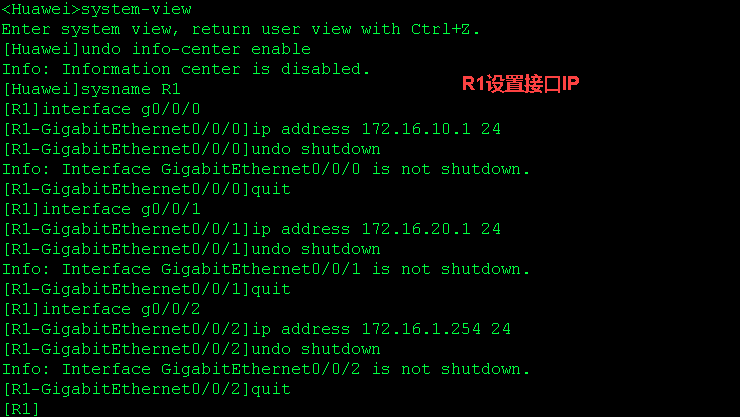 <Huawei>system-view
Enter system view, return user view with Ctrl+Z.
[Huawei]undo info-center enable
Info: Information center is disabled.
[Huawei]sysname R1
R1设置接口IP
[R1]interface g0/0/0
[R1-GigabitEthernet0/0/0]ip address 172.16.10.1 24
[R1-GigabitEthernet0/0/0]undo shutdown
Info: Interface GigabitEthernet0/0/0 is not shutdown.
[R1-GigabitEthernet0/0/0]quit
[R1]interface g0/0/1
[R1-GigabitEthernet0/0/1]ip address 172.16.20.1 24
[R1-GigabitEthernet0/0/1]undo shutdown
Info: Interface GigabitEthernet0/0/1 is not shutdown.
[R1-GigabitEthernet0/0/1]quit
[R1]interface g0/0/2
[R1-GigabitEthernet0/0/2]ip address 172.16.1.254 24
[R1-GigabitEthernet0/0/2]undo shutdown
Info: Interface GigabitEthernet0/0/2 is not shutdown.
[R1-GigabitEthernet0/0/2]quit
[R1]